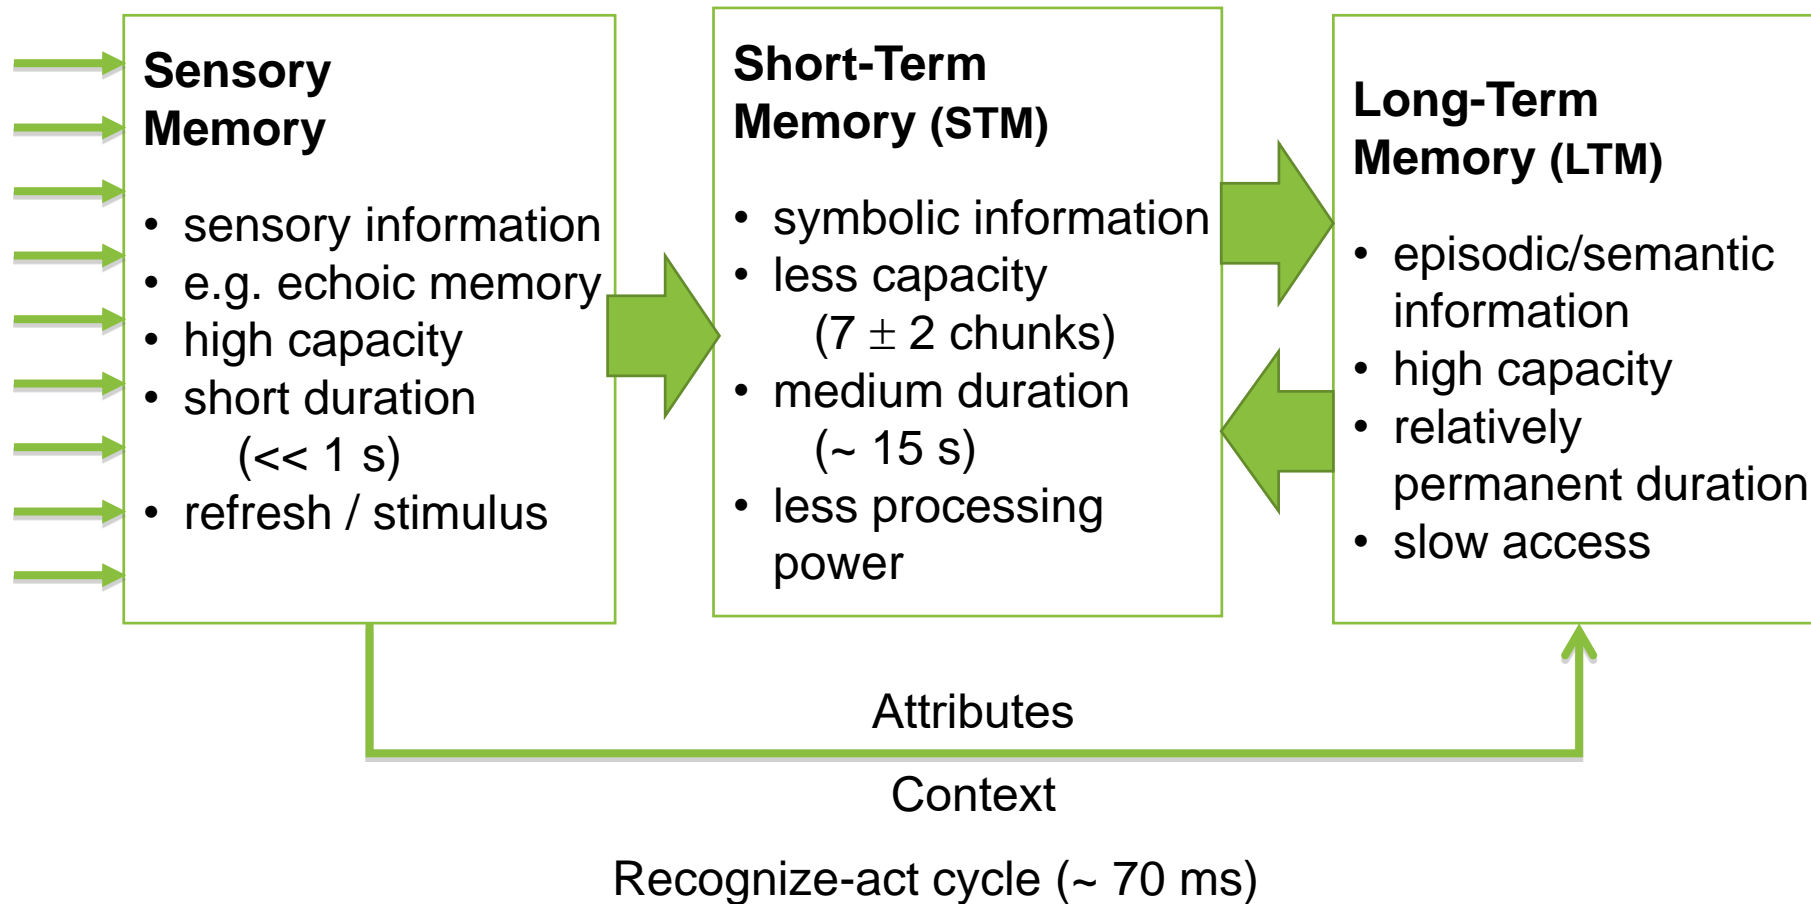 Sensory
Memory
• sensory information
• e.g. echoic memory
• high capacity
• short duration
(<< 1 s)
• refresh / stimulus
Short-Term
Memory (STM)
• symbolic information
• less capacity
(7 ± 2 chunks)
• medium duration
(~ 15 s)
• less processing
power
Long-Term
Memory (LTM)
• episodic/semantic
information
• high capacity
• relatively
permanent duration
• slow access
Attributes
Context
Recognize-act cycle (~ 70 ms)